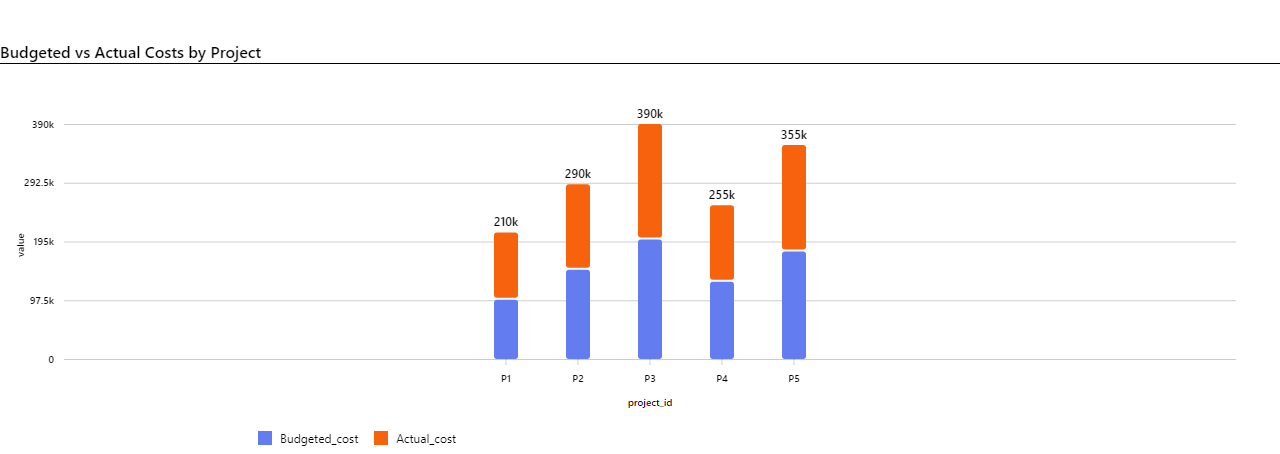 Budgeted vs Actual Costs by Project
390k
390k
355k
292.5k
290k
255k
210k
195k
value
97.5k
0
P1 P2 P3 P4 P5
project_id
Budgeted_cost Actual_cost